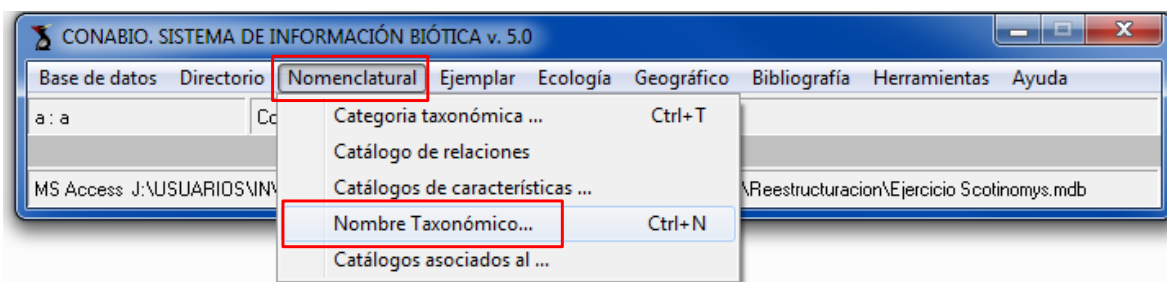 CONABIO. SISTEMA DE INFORMACIÓN BIÓTICA v. 5.0
Base de datos Directorio Nomenclatural Ejemplar Ecología Geográfico Bibliografía Herramientas Ayuda
a : a
Categoria taxonómica ... Ctrl+T
Catálogo de relaciones
MS Access J:\USUARIOS\IN \Reestructuracion\Ejercicio Scotinomys.mdb
Catálogos de características ...
Nombre Taxonómico... Ctrl+N
Catálogos asociados al ...